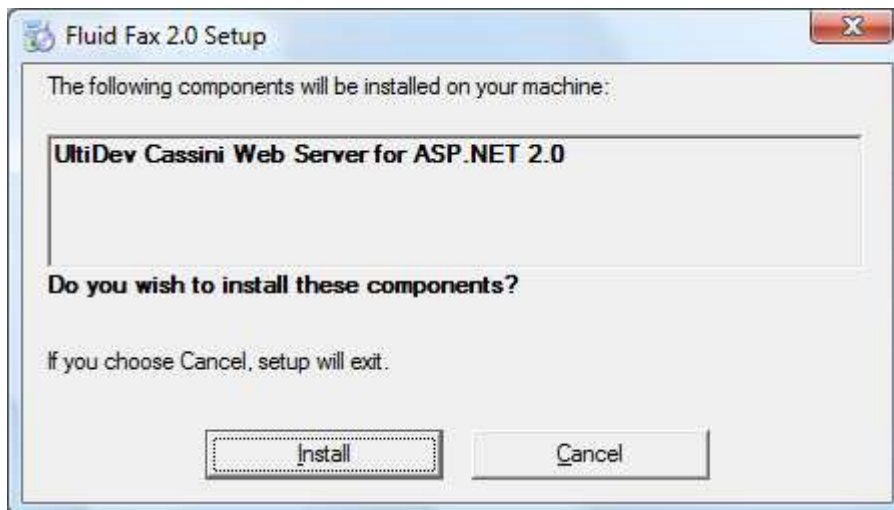 Fluid Fax 2.0 Setup
The following components will be installed on your machine:
UltiDev Cassini Web Server for ASP.NET 2.0
Do you wish to install these components?
If you choose Cancel, setup will exit.
Install
Cancel